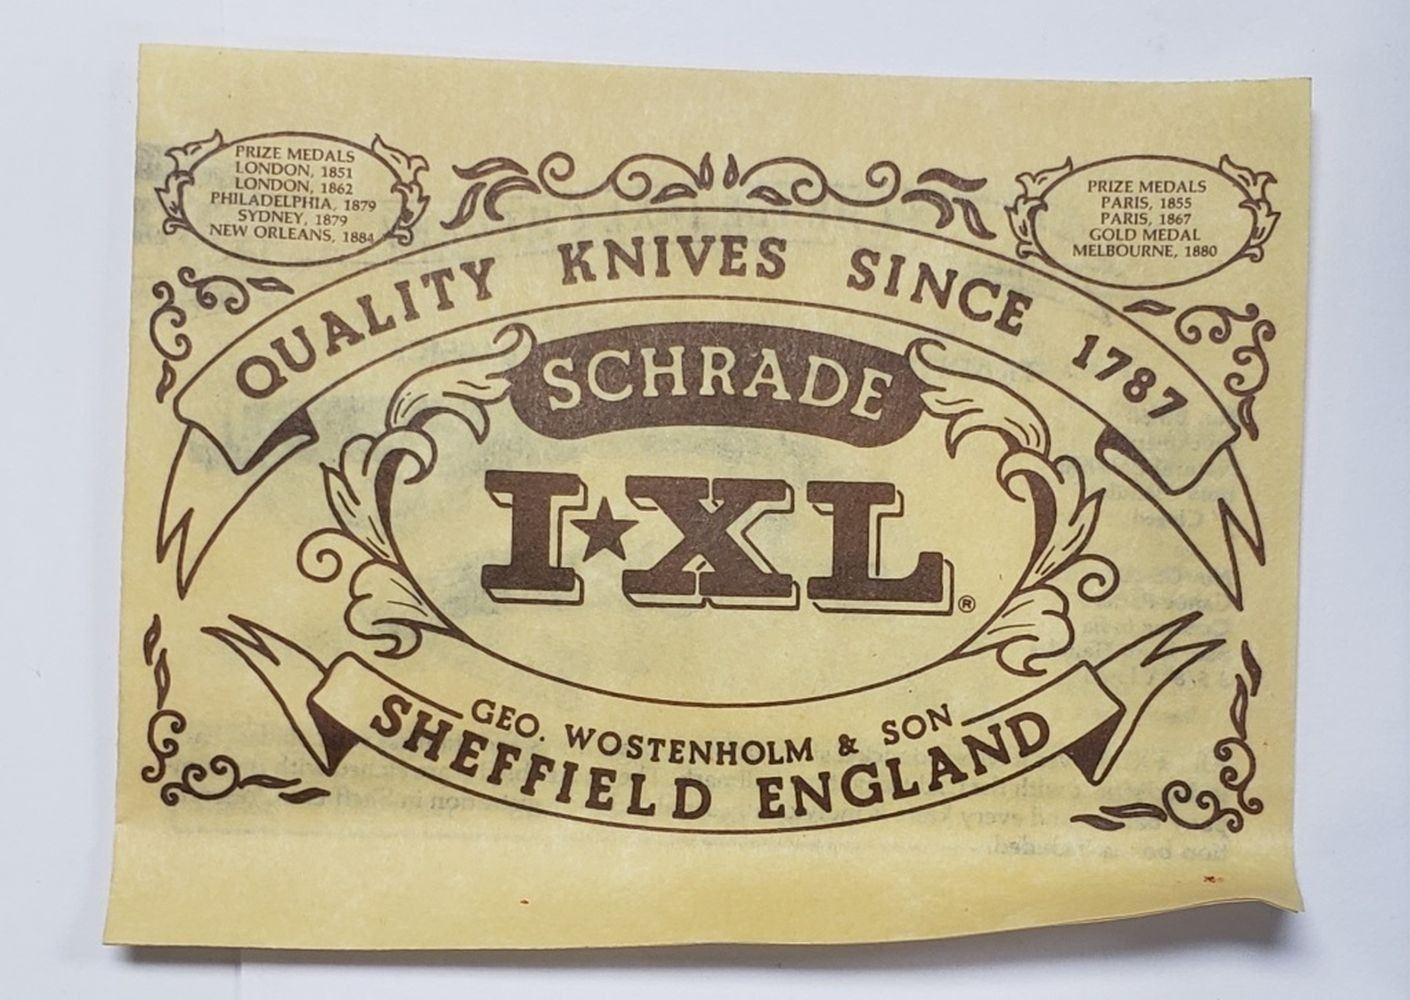 PRIZE MEDALS
LONDON, 1851
LONDON, 1862
PHILADELPHIA, 1879
SYDNEY, 1879
NEW ORLEANS, 1884
PRIZE MEDALS
PARIS, 1855
PARIS, 1867
GOLD MEDAL
MELBOURNE, 1880
QUALITY KNIVES SINCE 1787
SCHRADE
I★XL®
GEO. WOSTENHOLM & SON
SHEFFIELD ENGLAND